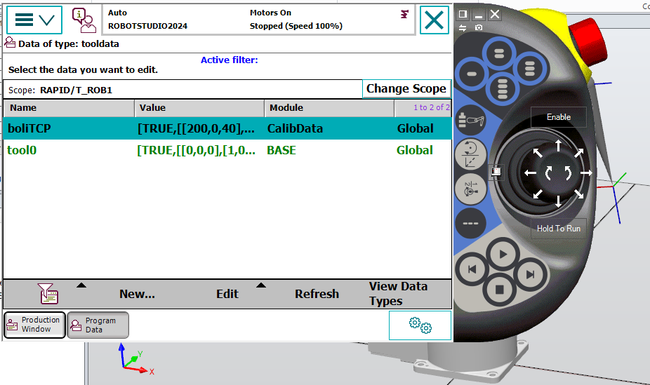 Auto
ROBOTSTUDIO2024
Motors On
Stopped (Speed 100%)
Data of type: tooldata
Active filter:
Select the data you want to edit.
Scope: RAPID/T_ROB1
Change Scope
Name Value Module 1 to 2 of 2
boliTCP [TRUE,[[200,0,40],... CalibData Global
tool0 [TRUE,[[0,0,0],[1,0... BASE Global
New... Edit Refresh View Data Types
Production Window
Program Data
Enable
Hold To Run
X
Y